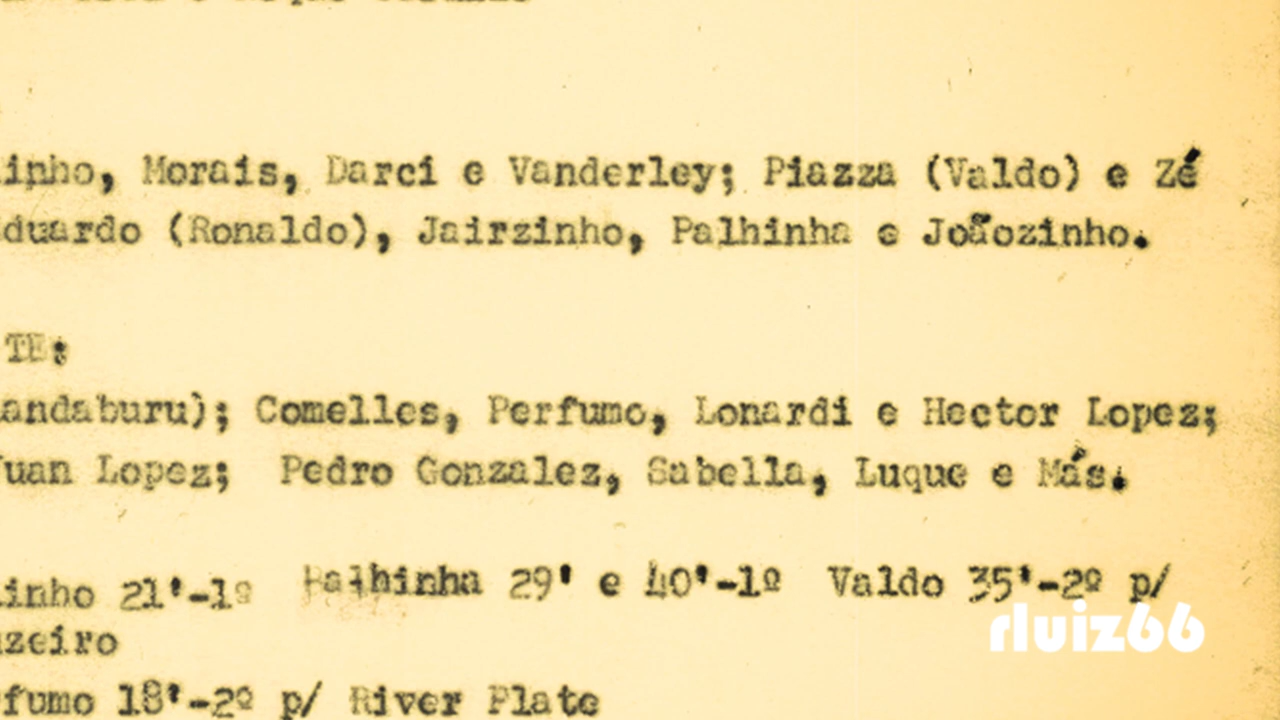 inho, Morais, Darci e Vanderley; Piazza (Valdo) e Zé
duardo (Ronaldo), Jairzinho, Palhinha e Joãozinho.
TE:
andaburu); Comelles, Perfumo, Lonardi e Hector Lopez;
uan Lopez; Pedro Gonzalez, Sabella, Luque e Más.
inho 21'-1º Palhinha 29' e 40'-1º Valdo 35'-2º p/
zeiro
fumo 18'-2º p/ River Plate
rluiz66